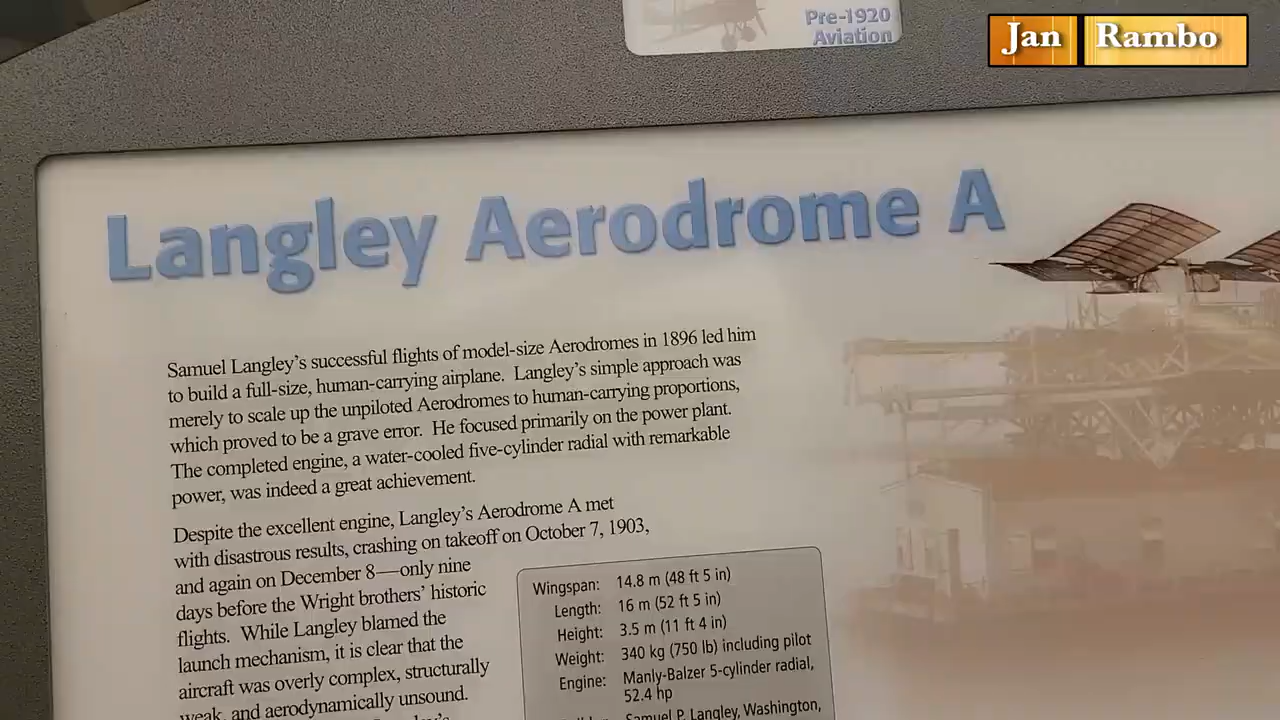 Pre-1920
Aviation
Jan Rambo
Langley Aerodrome A
Samuel Langley's successful flights of model-size Aerodromes in 1896 led him
to build a full-size, human-carrying airplane. Langley's simple approach was
merely to scale up the unpiloted Aerodromes to human-carrying proportions,
which proved to be a grave error. He focused primarily on the power plant.
The completed engine, a water-cooled five-cylinder radial with remarkable
power, was indeed a great achievement.
Despite the excellent engine, Langley's Aerodrome A met
with disastrous results, crashing on takeoff on October 7, 1903,
and again on December 8—only nine
days before the Wright brothers' historic
flights. While Langley blamed the
launch mechanism, it is clear that the
aircraft was overly complex, structurally
weak, and aerodynamically unsound.
Wingspan: 14.8 m (48 ft 5 in)
Length: 16 m (52 ft 5 in)
Height: 3.5 m (11 ft 4 in)
Weight: 340 kg (750 lb) including pilot
Engine: Manly-Balzer 5-cylinder radial,
52.4 hp
Samuel P. Langley, Washington,